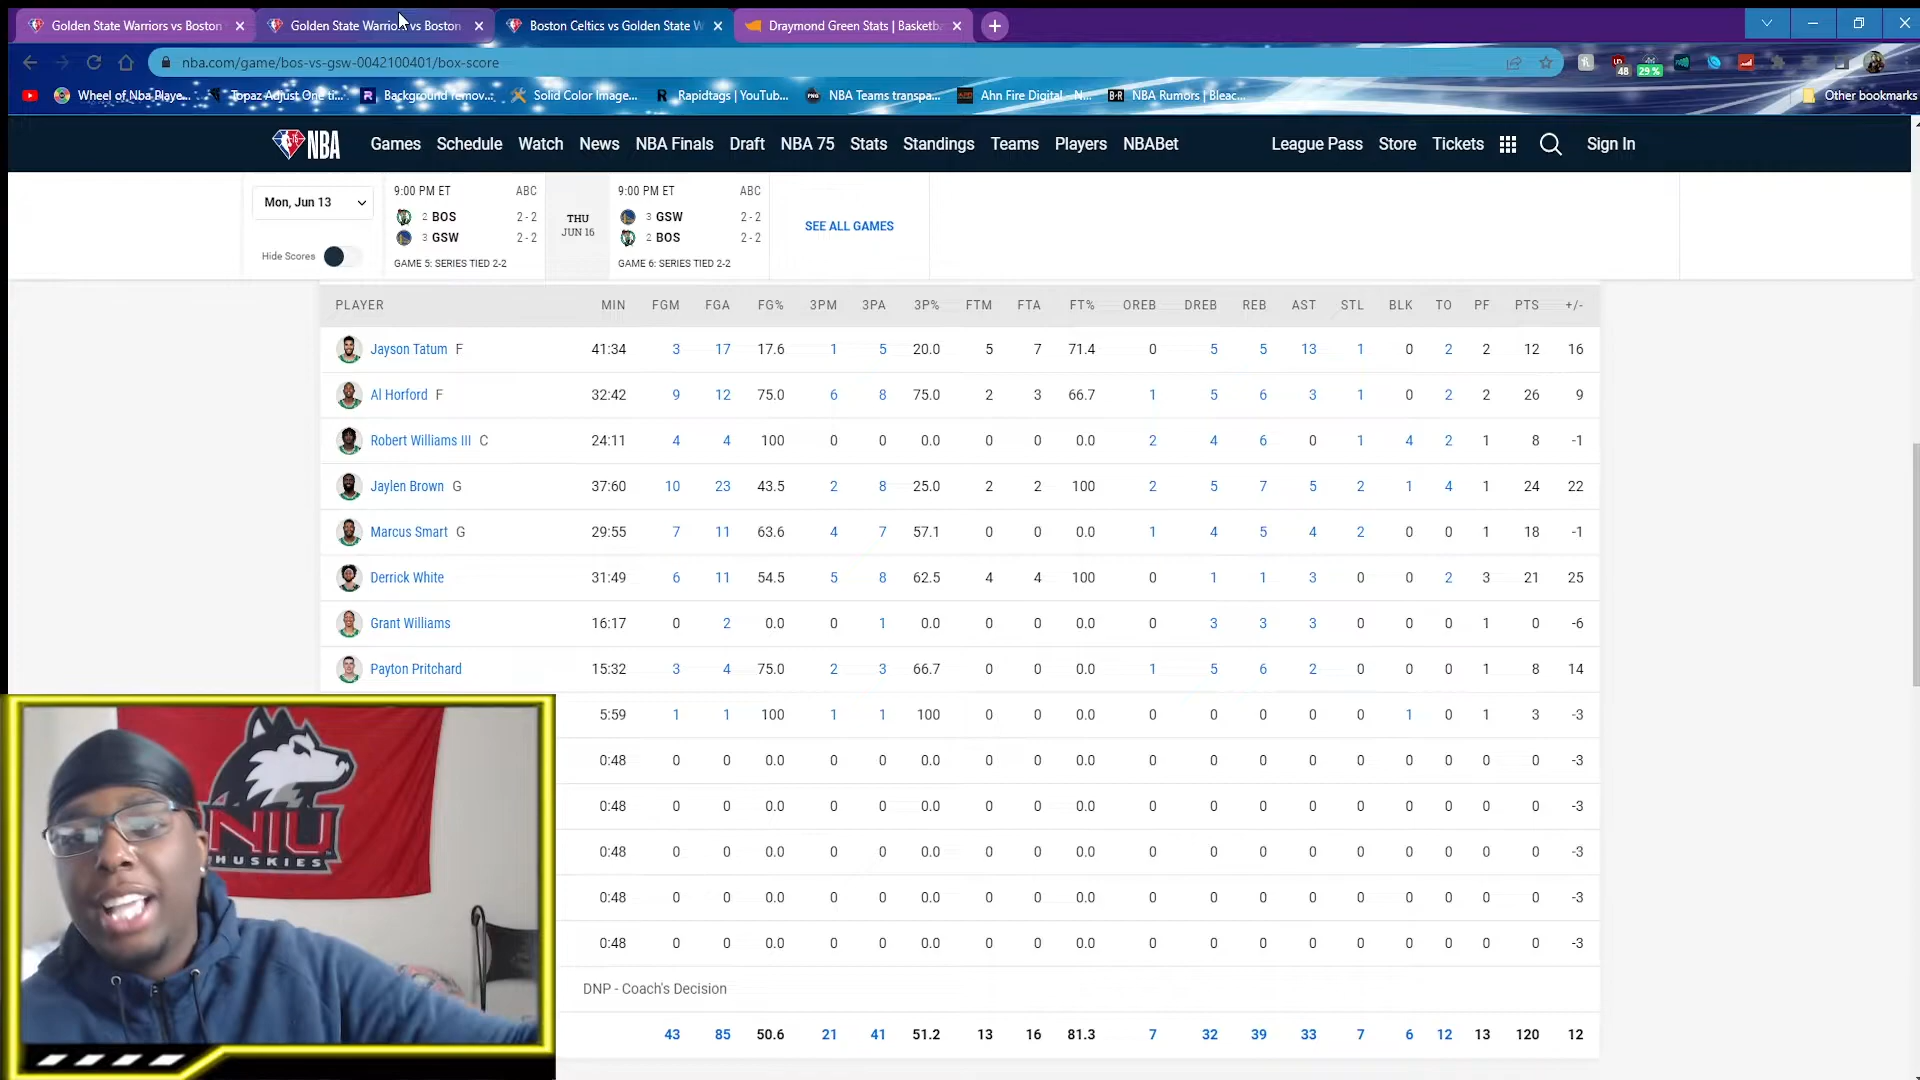 Golden State Warriors vs Boston
Golden State Warriors vs Boston
Boston Celtics vs Golden State W
Draymond Green Stats | Basketba
nba.com/game/bos-vs-gsw-0042100401/box-score
48
29%
Wheel of Nba Playe...
Topaz Adjust One ti...
Background remov...
Solid Color Image...
Rapidtags | YouTub...
NBA Teams transpa...
Ahn Fire Digital - N...
B R
NBA Rumors | Bleac...
Other bookmarks
NBA
Games
Schedule
Watch
News
NBA Finals
Draft
NBA 75
Stats
Standings
Teams
Players
NBABet
League Pass
Store
Tickets
Sign In
Mon, Jun 13
Hide Scores
9:00 PM ET ABC
2 BOS 2-2
3 GSW 2-2
GAME 5: SERIES TIED 2-2
THU
JUN 16
9:00 PM ET ABC
3 GSW 2-2
2 BOS 2-2
GAME 6: SERIES TIED 2-2
SEE ALL GAMES
PLAYER MIN FGM FGA FG% 3PM 3PA 3P% FTM FTA FT% OREB DREB REB AST STL BLK TO PF PTS +/-
Jayson Tatum F 41:34 3 17 17.6 1 5 20.0 5 7 71.4 0 5 5 13 1 0 2 2 12 16
Al Horford F 32:42 9 12 75.0 6 8 75.0 2 3 66.7 1 5 6 3 1 0 2 2 26 9
Robert Williams III C 24:11 4 4 100 0 0 0.0 0 0 0.0 2 4 6 0 1 4 2 1 8 -1
Jaylen Brown G 37:60 10 23 43.5 2 8 25.0 2 2 100 2 5 7 5 2 1 4 1 24 22
Marcus Smart G 29:55 7 11 63.6 4 7 57.1 0 0 0.0 1 4 5 4 2 0 0 1 18 -1
Derrick White 31:49 6 11 54.5 5 8 62.5 4 4 100 0 1 1 3 0 0 2 3 21 25
Grant Williams 16:17 0 2 0.0 0 1 0.0 0 0 0.0 0 3 3 3 0 0 0 1 0 -6
Payton Pritchard 15:32 3 4 75.0 2 3 66.7 0 0 0.0 1 5 6 2 0 0 0 1 8 14
5:59 1 1 100 1 1 100 0 0 0.0 0 0 0 0 0 1 0 1 3 -3
0:48 0 0 0.0 0 0 0.0 0 0 0.0 0 0 0 0 0 0 0 0 0 -3
0:48 0 0 0.0 0 0 0.0 0 0 0.0 0 0 0 0 0 0 0 0 0 -3
0:48 0 0 0.0 0 0 0.0 0 0 0.0 0 0 0 0 0 0 0 0 0 -3
0:48 0 0 0.0 0 0 0.0 0 0 0.0 0 0 0 0 0 0 0 0 0 -3
0:48 0 0 0.0 0 0 0.0 0 0 0.0 0 0 0 0 0 0 0 0 0 -3
DNP - Coach's Decision
43 85 50.6 21 41 51.2 13 16 81.3 7 32 39 33 7 6 12 13 120 12
NIU
HUSKIES